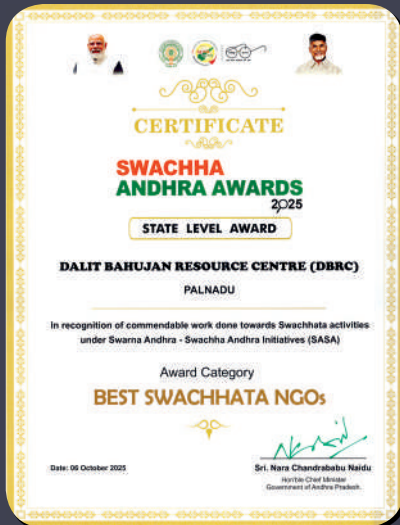 CERTIFICATE
SWACHHA
ANDHRA AWARDS
2025
STATE LEVEL AWARD
DALIT BAHUJAN RESOURCE CENTRE (DBRC)
PALNADU
In recognition of commendable work done towards Swachhata activities
under Swarna Andhra - Swachha Andhra Initiatives (SASA)
Award Category
BEST SWACHHATA NGOs
Date: 06 October 2025
Sri. Nara Chandrababu Naidu
Hon'ble Chief Minister
Government of Andhra Pradesh.